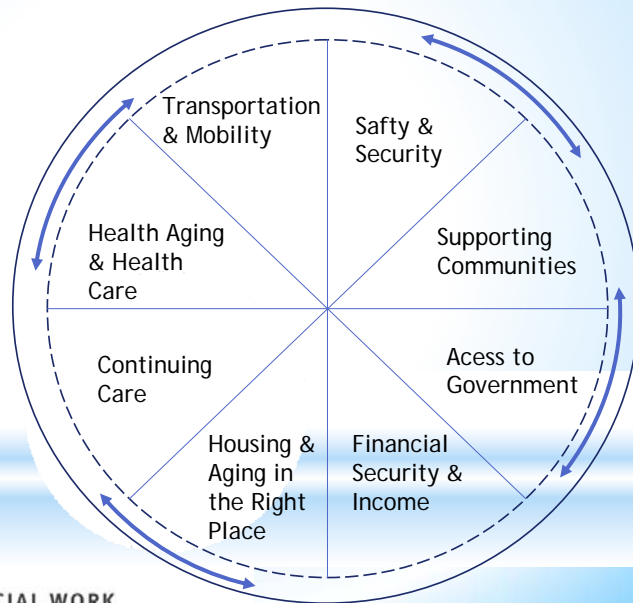 Transportation
& Mobility
Safty &
Security
Supporting
Communities
Acess to
Government
Financial
Security &
Income
Housing &
Aging in
the Right
Place
Continuing
Care
Health Aging
& Health
Care
CIAL WORK